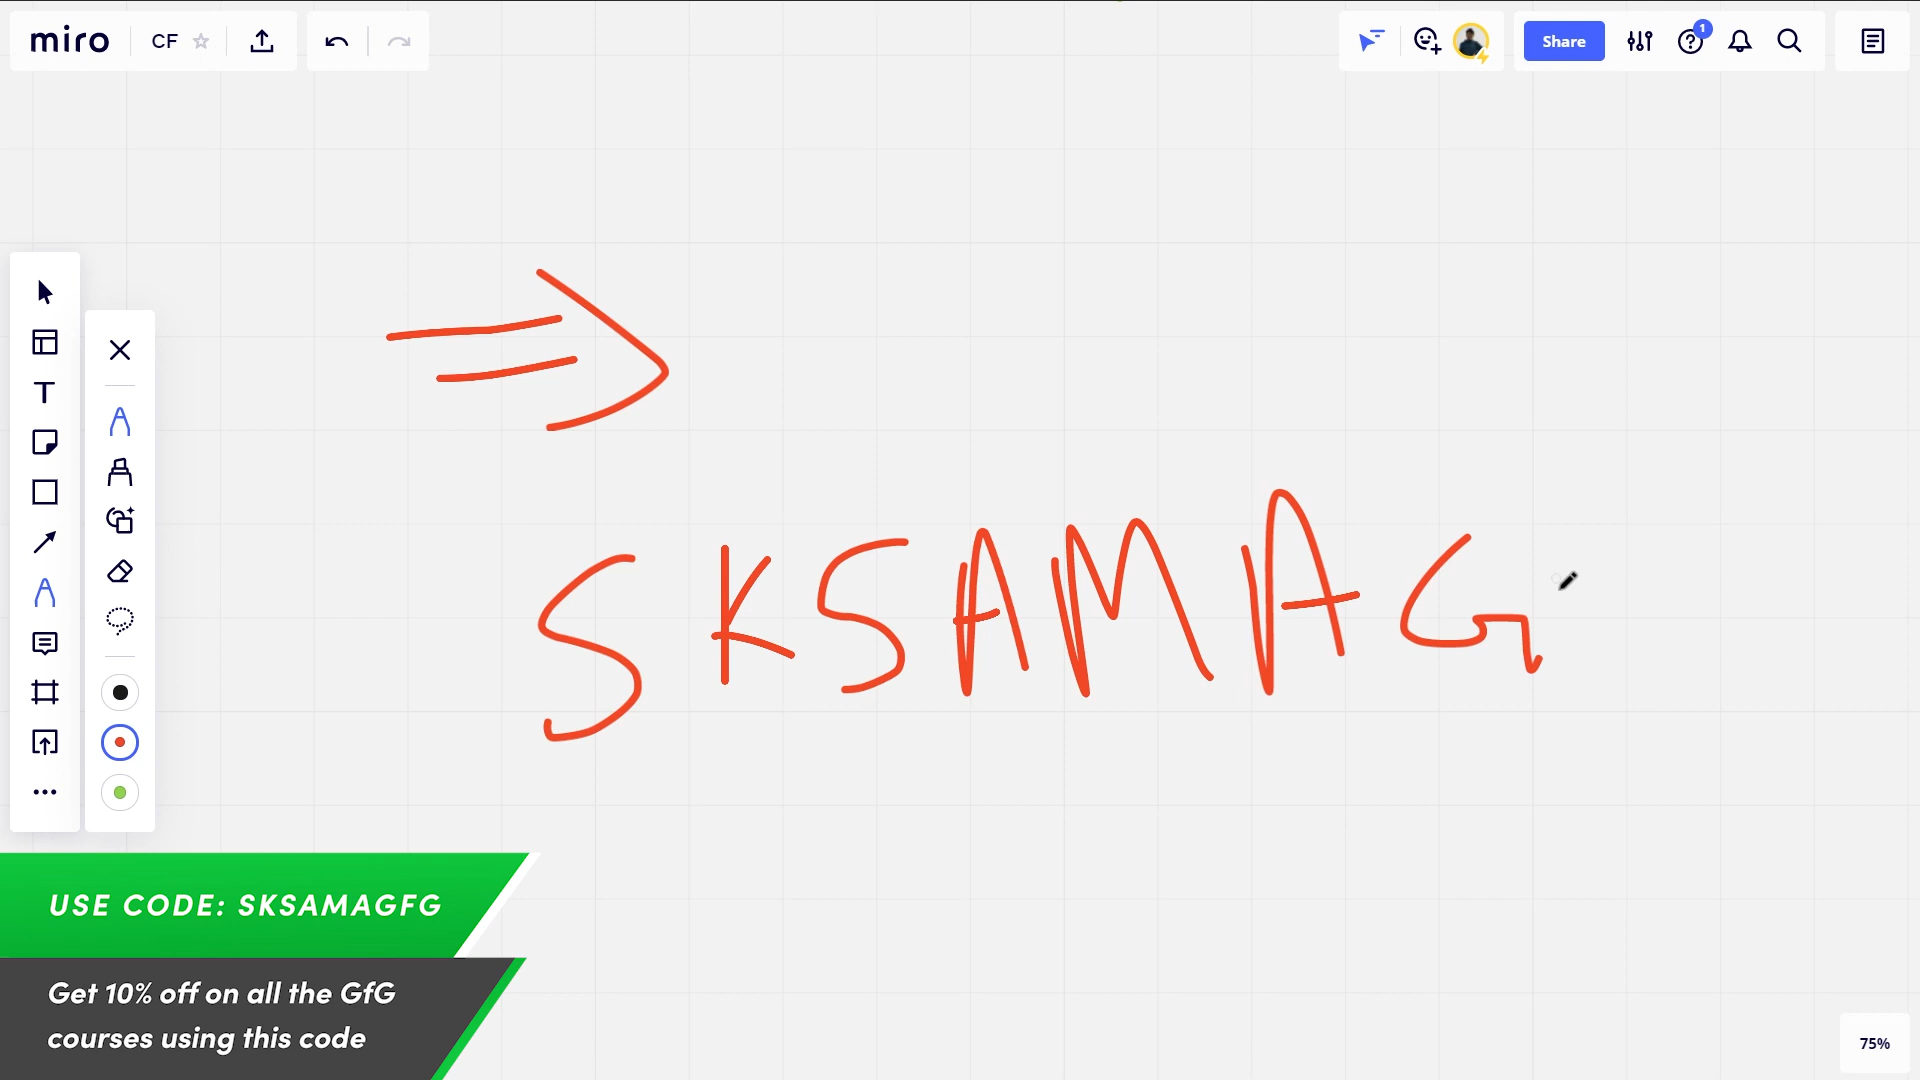 miro CF
Share
1
T
SKSAMAG
USE CODE: SKSAMAGFG
Get 10% off on all the GfG
courses using this code
75%